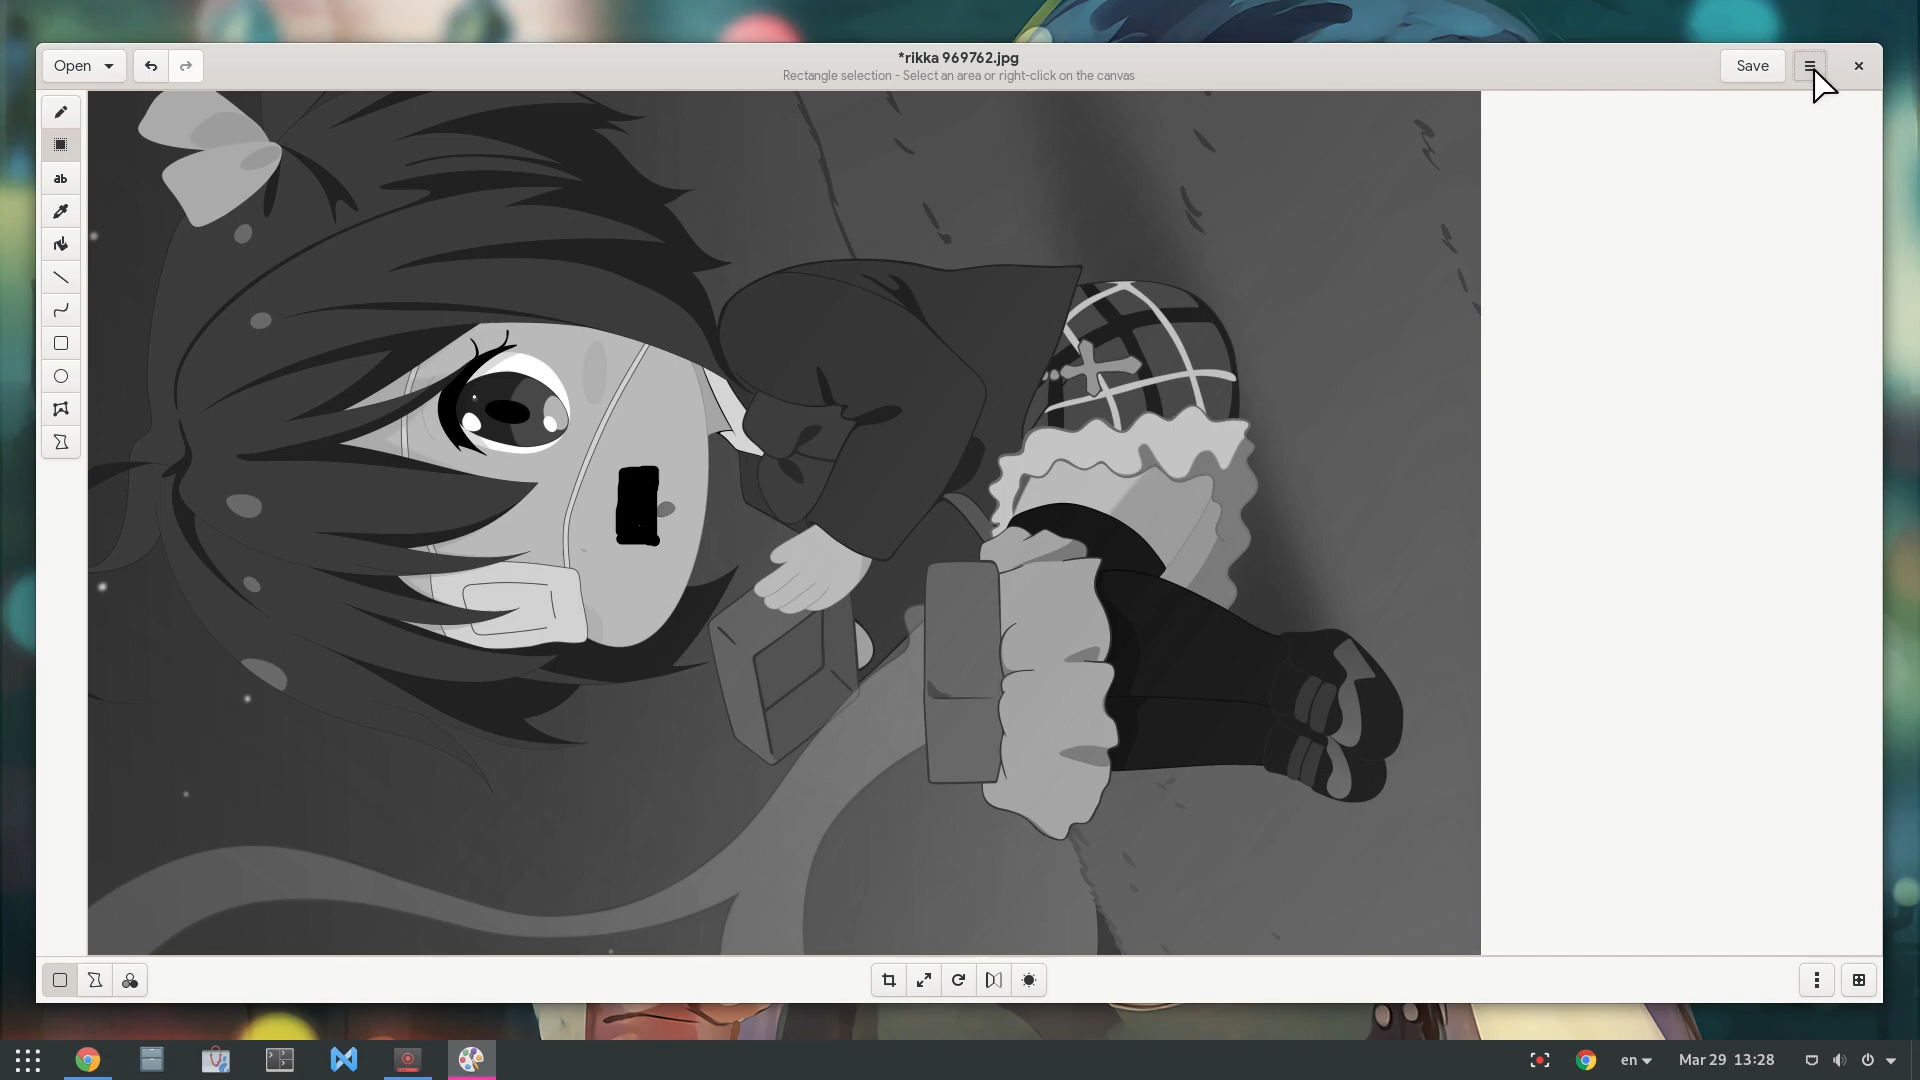 Open
*rikka 969762.jpg
Rectangle selection - Select an area or right-click on the canvas
Save
ab
en
Mar 29 13:28